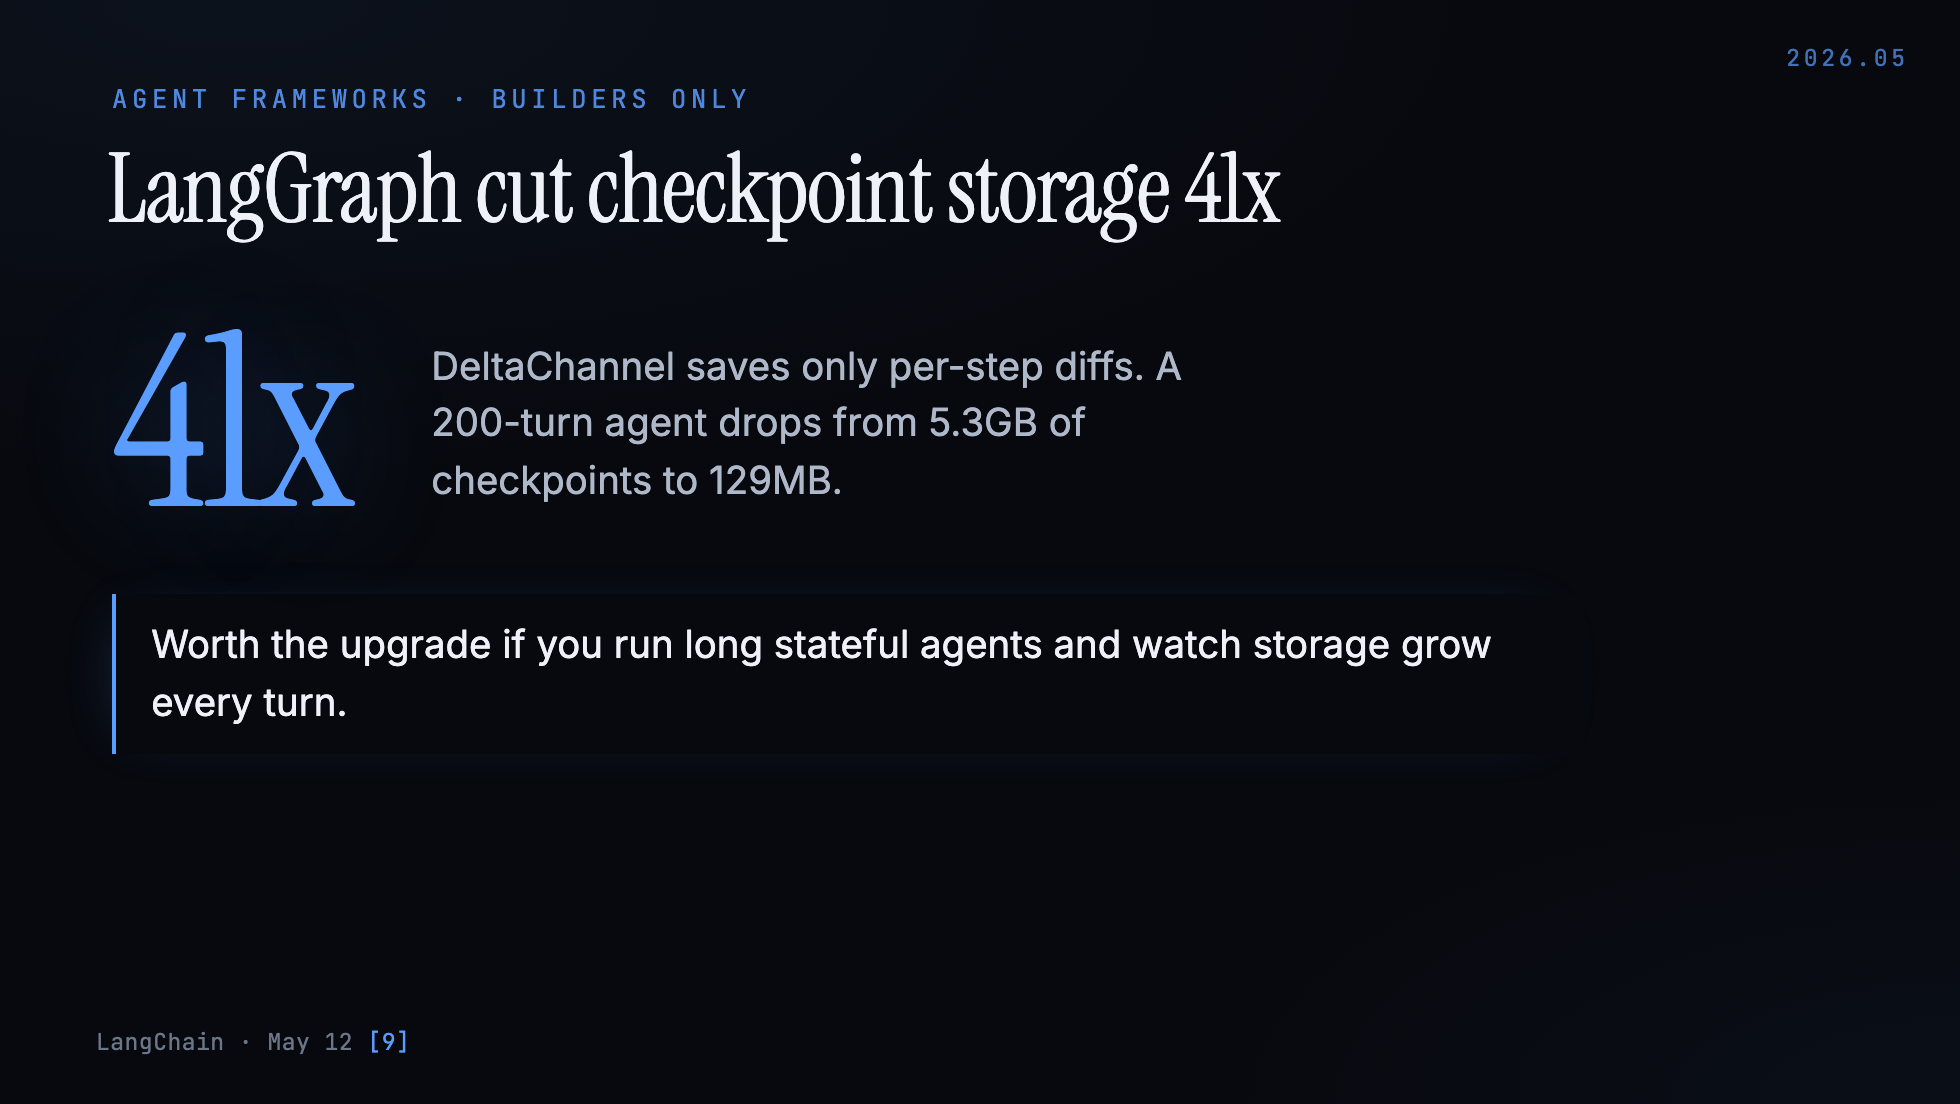 2026.05
AGENT FRAMEWORKS · BUILDERS ONLY
LangGraph cut checkpoint storage 41x
41x
DeltaChannel saves only per-step diffs. A
200-turn agent drops from 5.3GB of
checkpoints to 129MB.
Worth the upgrade if you run long stateful agents and watch storage grow
every turn.
LangChain · May 12 [9]